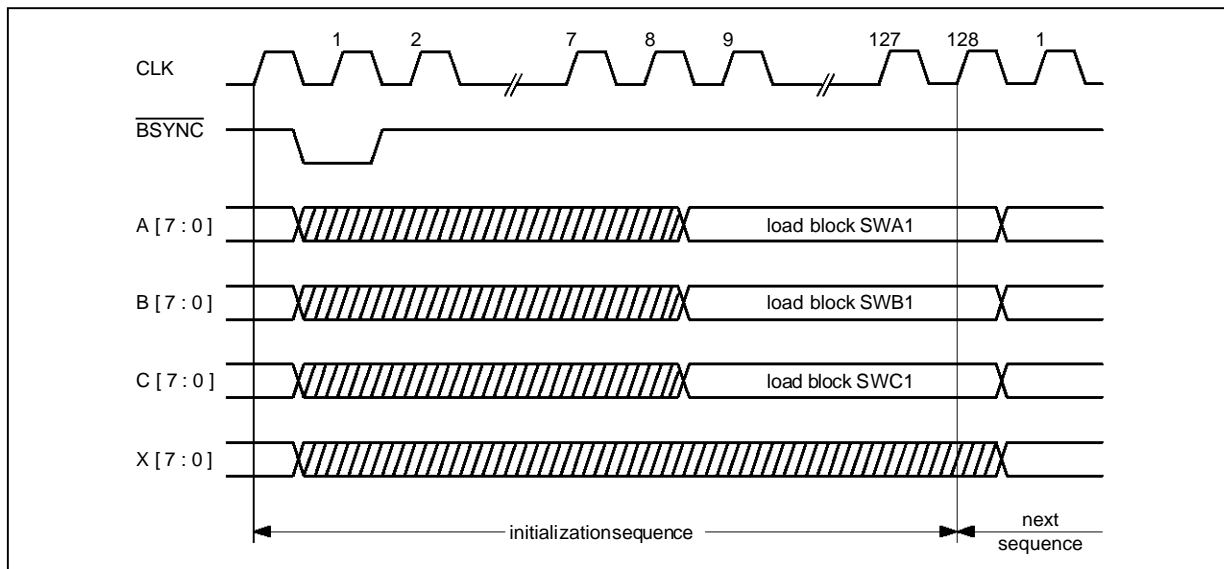 1 2 7 8 9 127 128 1
CLK
BSYNC
A [ 7 : 0 ] load block SWA1
B [ 7 : 0 ] load block SWB1
C [ 7 : 0 ] load block SWC1
X [ 7 : 0 ]
initializationsequence
next
sequence